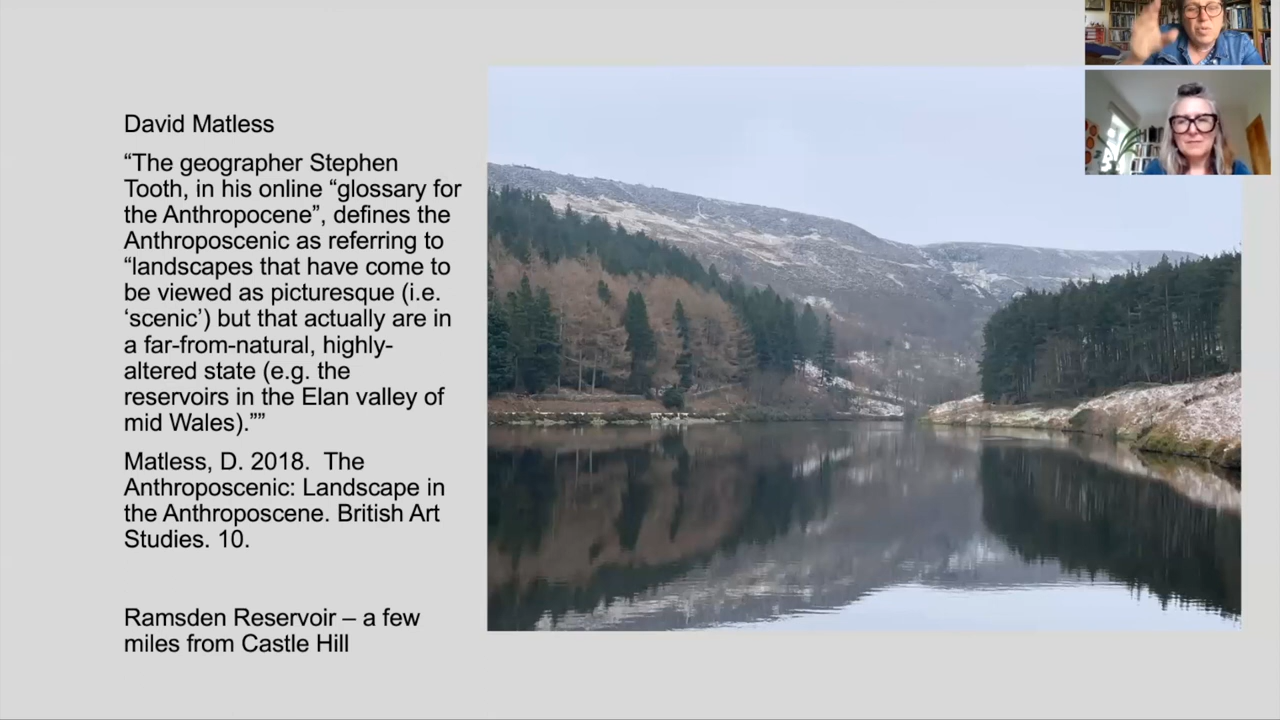 David Matless
“The geographer Stephen
Tooth, in his online “glossary for
the Anthropocene”, defines the
Anthroposcenic as referring to
“landscapes that have come to
be viewed as picturesque (i.e.
‘scenic’) but that actually are in
a far-from-natural, highly-
altered state (e.g. the
reservoirs in the Elan valley of
mid Wales).””
Matless, D. 2018. The
Anthroposcenic: Landscape in
the Anthroposcene. British Art
Studies. 10.
Ramsden Reservoir – a few
miles from Castle Hill